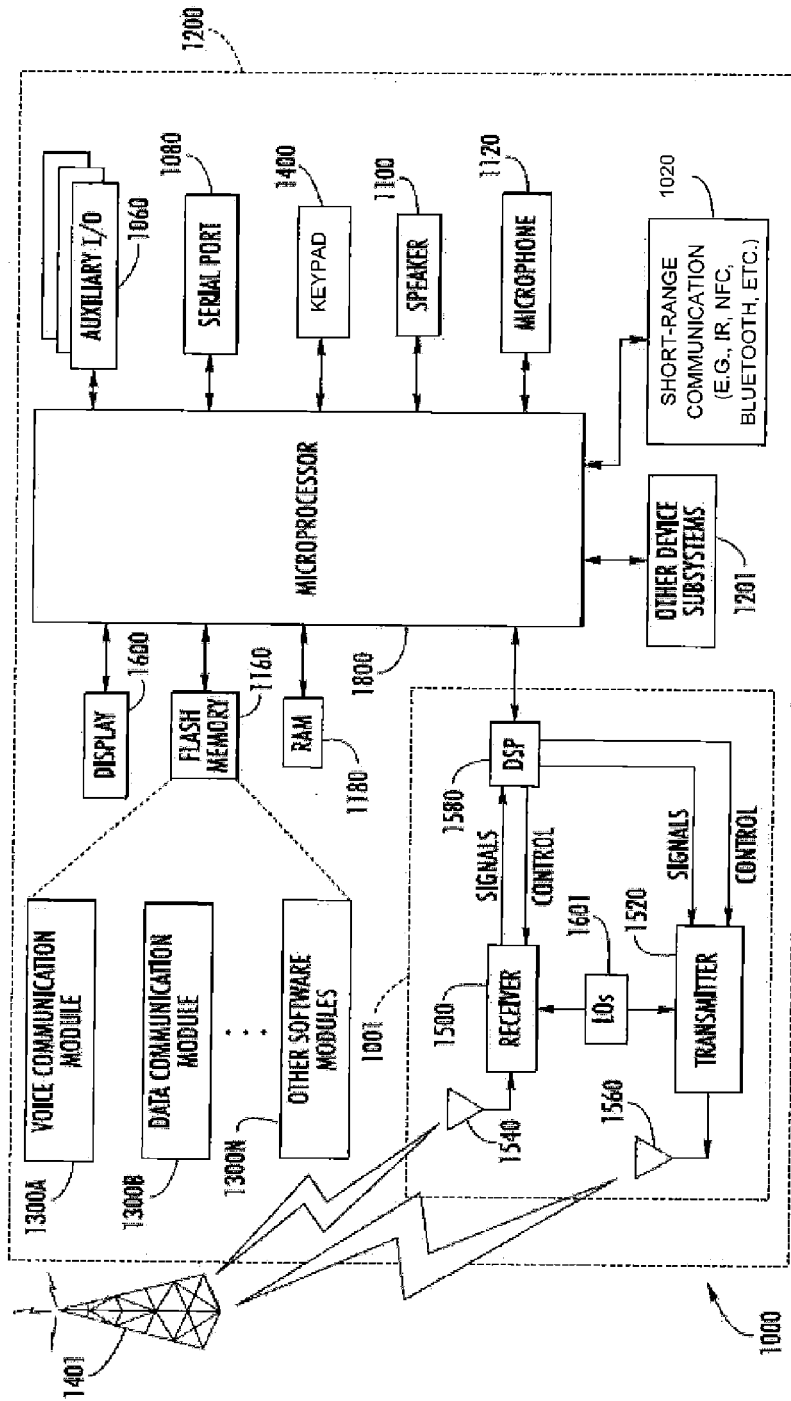 1401
1000
1200
1300A
VOICE COMMUNICATION
MODULE
1300B
DATA COMMUNICATION
MODULE
1300N
OTHER SOFTWARE
MODULES
DISPLAY
1600
FLASH
MEMORY
1160
RAM
1180
MICROPROCESSOR
1800
AUXILIARY I/O
1060
SERIAL PORT
1080
KEYPAD
1400
SPEAKER
1100
MICROPHONE
1120
SHORT-RANGE
COMMUNICATION
(E.G., IR, NFC,
BLUETOOTH, ETC.)
1020
OTHER DEVICE
SUBSYSTEMS
1201
1001
1540
1500
RECEIVER
SIGNALS
CONTROL
1580
DSP
LOs
1601
1560
1520
TRANSMITTER
SIGNALS
CONTROL